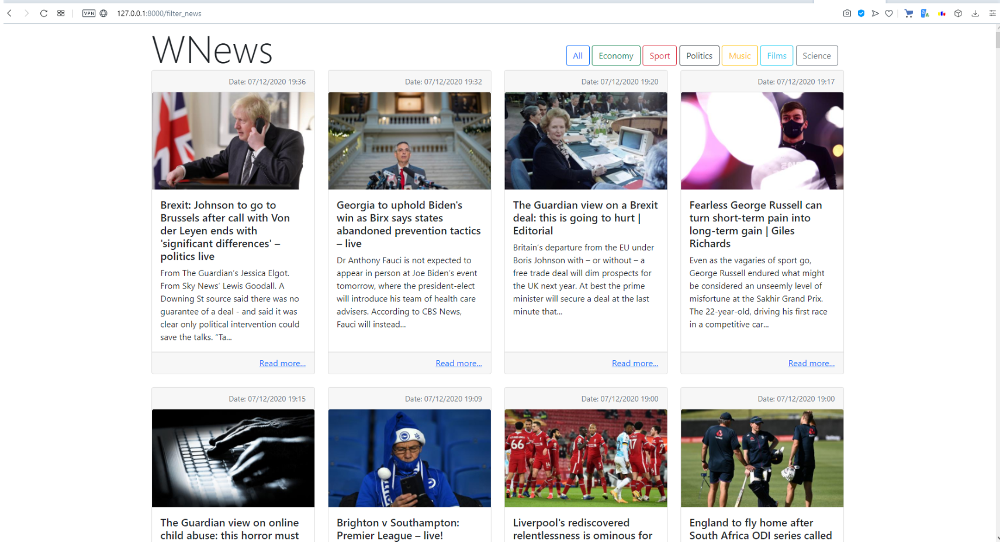 VPN 127.0.0.1:8000/filter_news
WNews
All Economy Sport Politics Music Films Science
Date: 07/12/2020 19:36
Brexit: Johnson to go to
Brussels after call with Von
der Leyen ends with
'significant differences' –
politics live
From The Guardian's Jessica Elgot.
From Sky News' Lewis Goodall. A
Downing St source said there was no
guarantee of a deal - and said it was
clear only political intervention could
save the talks. “Ta...
Read more...
Date: 07/12/2020 19:32
Georgia to uphold Biden's
win as Birx says states
abandoned prevention tactics
– live
Dr Anthony Fauci is not expected to
appear in person at Joe Biden's event
tomorrow, where the president-elect
will introduce his team of health care
advisers. According to CBS News,
Fauci will instead...
Read more...
Date: 07/12/2020 19:20
The Guardian view on a Brexit
deal: this is going to hurt |
Editorial
Britain's departure from the EU under
Boris Johnson with – or without – a
free trade deal will dim prospects for
the UK next year. At best the prime
minister will secure a deal at the last
minute that...
Read more...
Date: 07/12/2020 19:17
Fearless George Russell can
turn short-term pain into
long-term gain | Giles
Richards
Even as the vagaries of sport go,
George Russell endured what might
be considered an unseemly level of
misfortune at the Sakhir Grand Prix.
The 22-year-old, driving his first race
in a competitive car...
Read more...
Date: 07/12/2020 19:15
The Guardian view on online
child abuse: this horror must
Date: 07/12/2020 19:09
Brighton v Southampton:
Premier League – live!
Date: 07/12/2020 19:00
66
17
Liverpool's rediscovered
relentlessness is ominous for
Date: 07/12/2020 19:00
England to fly home after
South Africa ODI series called